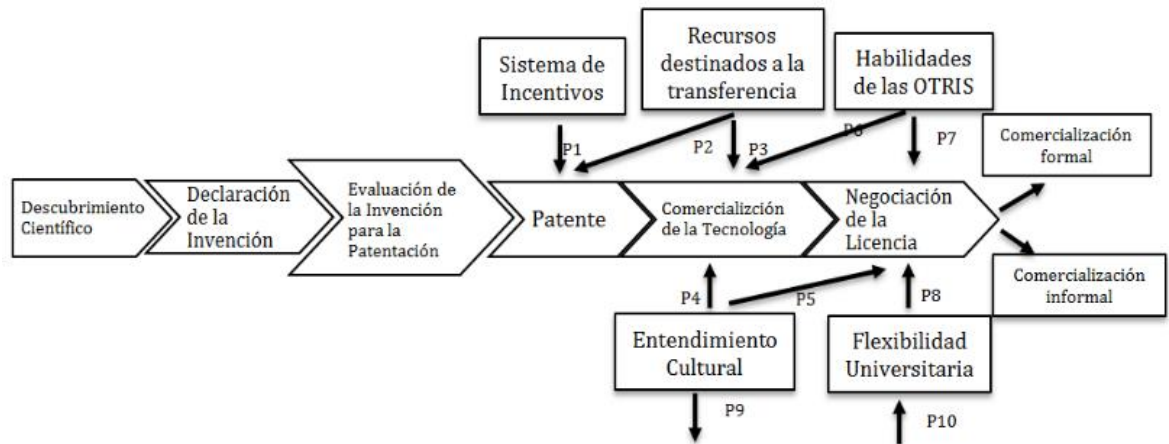 Sistema de
Incentivos
Recursos
destinados a la
transferencia
Habilidades
de las OTRIS
P1
P2
P3
P6
P7
Comercialización
formal
Descubrimiento
Científico
Declaración
de la
Invención
Evaluación de
la Invención
para la
Patentación
Patente
Comercializción
de la Tecnología
Negociación
de la
Licencia
Comercialización
informal
P4
P5
P8
Entendimiento
Cultural
Flexibilidad
Universitaria
P9
P10